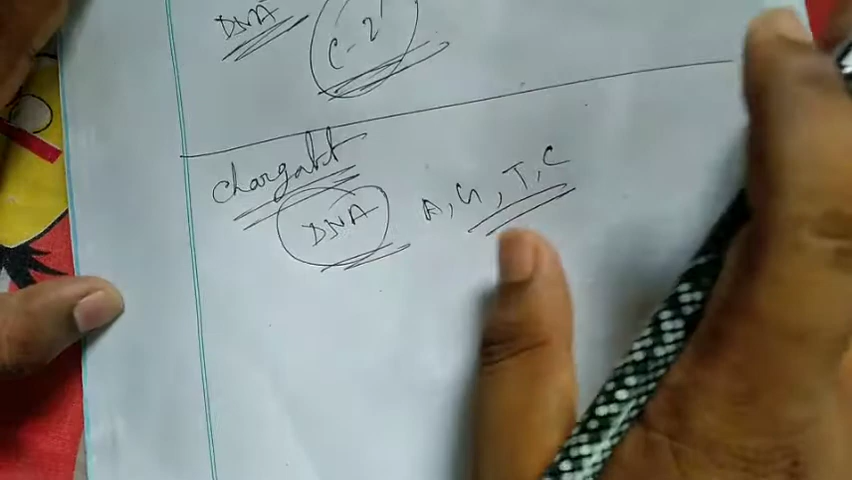 DNA
C-2'
chargaff
DNA
A, G, T, C